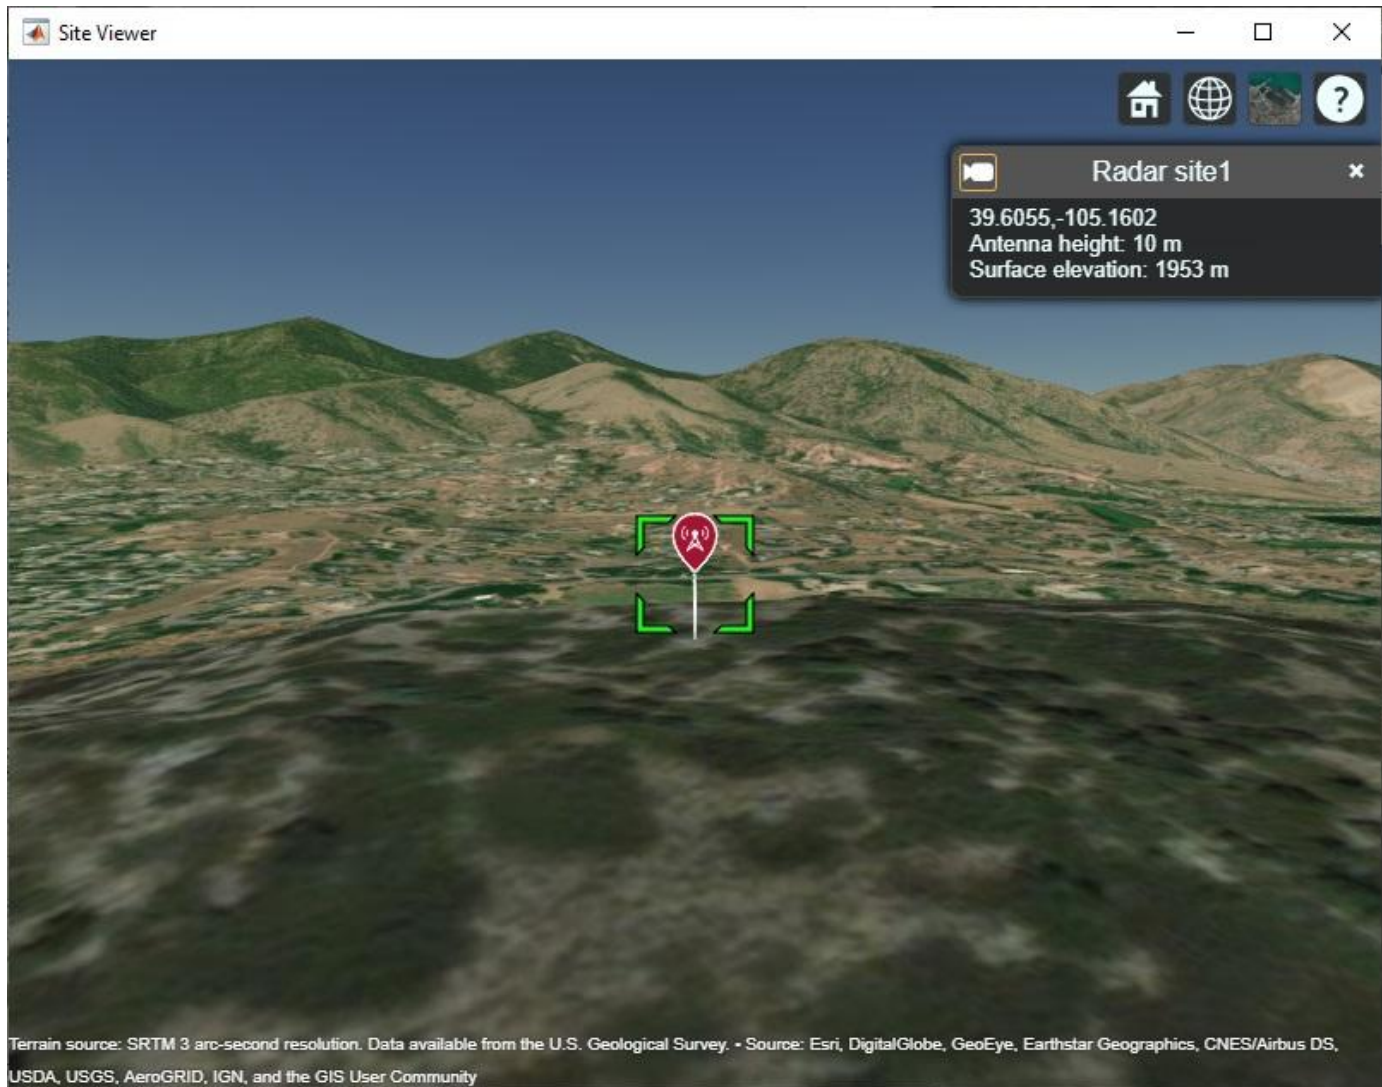 Site Viewer
?
Radar site1
39.6055,-105.1602
Antenna height: 10 m
Surface elevation: 1953 m
Terrain source: SRTM 3 arc-second resolution. Data available from the U.S. Geological Survey. • Source: Esri, DigitalGlobe, GeoEye, Earthstar Geographics, CNES/Airbus DS,
USDA, USGS, AeroGRID, IGN, and the GIS User Community